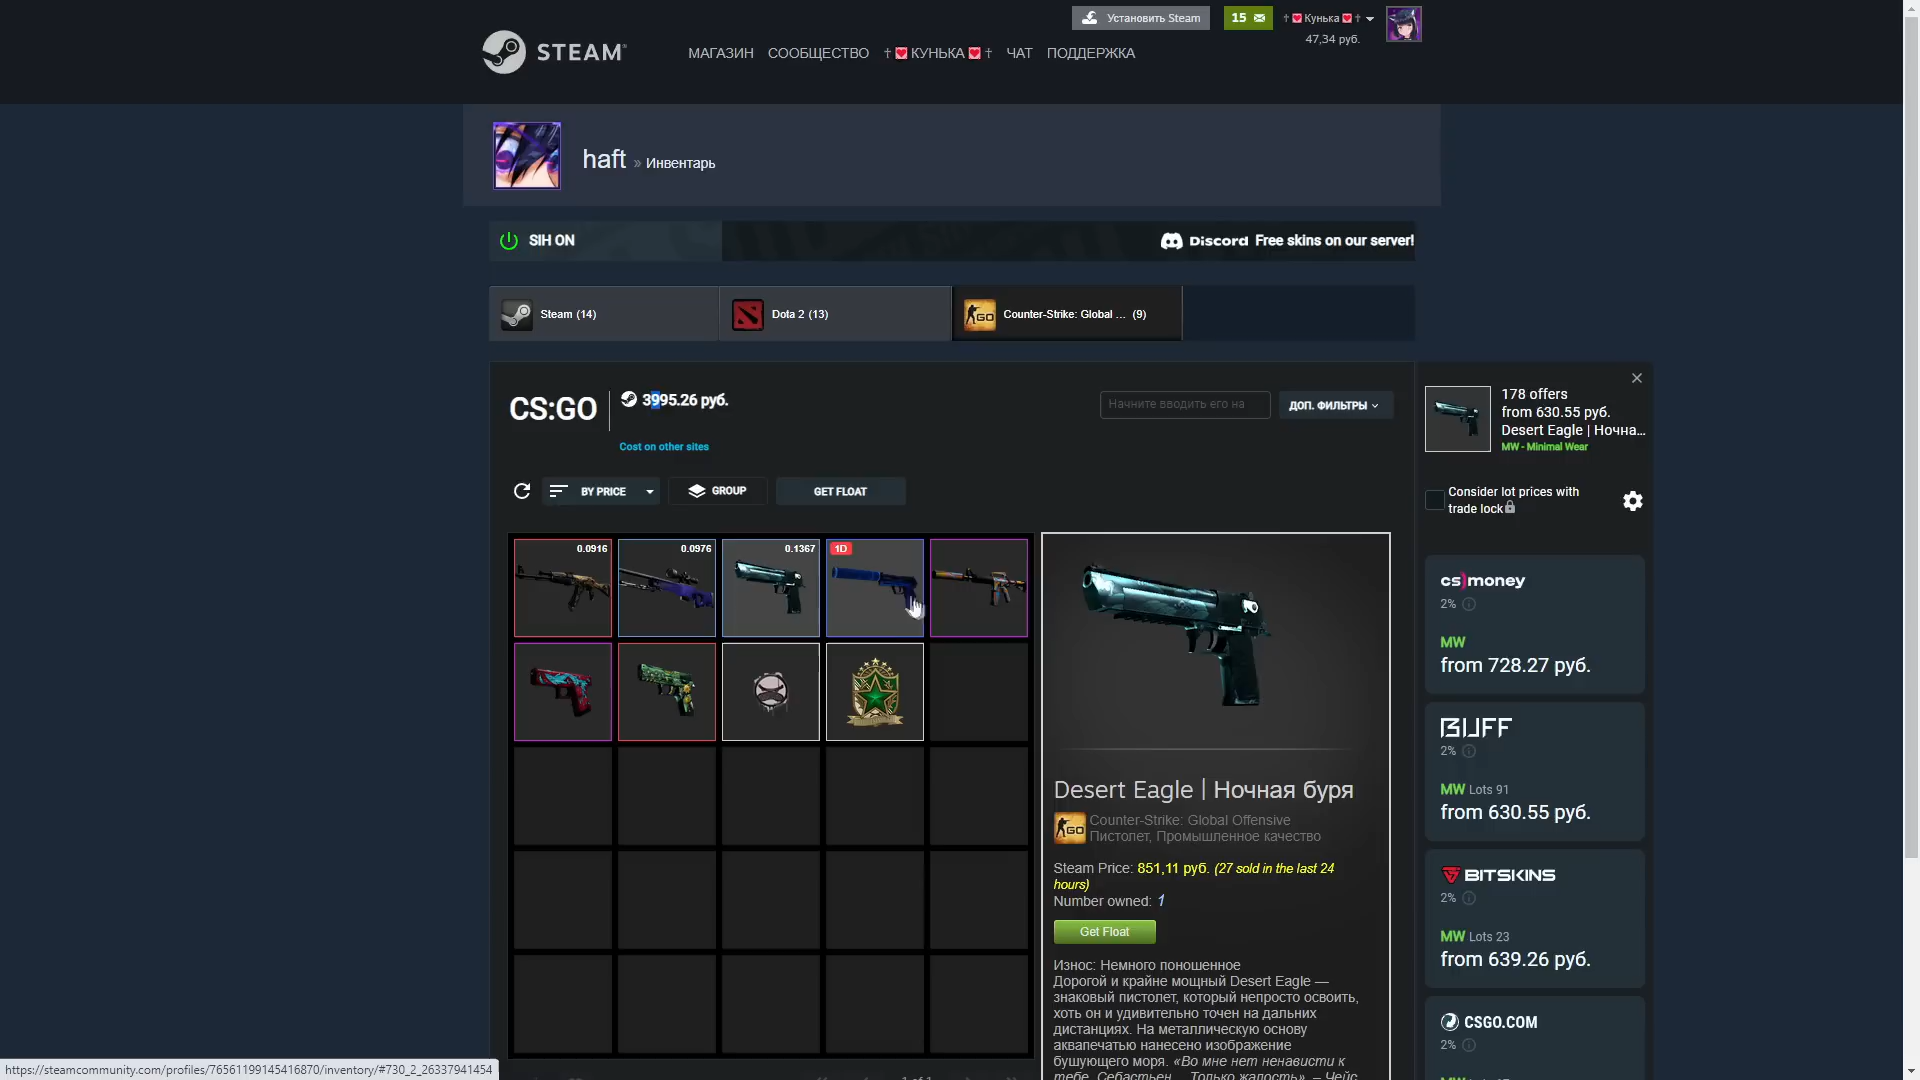 Установить Steam
15
† Кунька †
47,34 руб.
STEAM
МАГАЗИН СООБЩЕСТВО † КУНЬКА † ЧАТ ПОДДЕРЖКА
haft » Инвентарь
SIH ON
Discord Free skins on our server!
Steam (14)
Dota 2 (13)
Counter-Strike: Global ... (9)
CS:GO
3995.26 руб.
Cost on other sites
Начните вводить его на
ДОП. ФИЛЬТРЫ
BY PRICE
GROUP
GET FLOAT
0.0916
0.0976
0.1367
1D
Desert Eagle | Ночная буря
GO
Counter-Strike: Global Offensive
Пистолет, Промышленное качество
Steam Price: 851,11 руб. (27 sold in the last 24
hours)
Number owned: 1
Get Float
Износ: Немного поношенное
Дорогой и крайне мощный Desert Eagle —
знаковый пистолет, который непросто освоить,
хоть он и удивительно точен на дальних
дистанциях. На металлическую основу
аквапечатью нанесено изображение
бушующего моря. «Во мне нет ненависти к
тебе, Себастьен... Только жалость». – Чейс
178 offers
from 630.55 руб.
Desert Eagle | Ночна...
MW - Minimal Wear
Consider lot prices with
trade lock
cs money
2%
MW
from 728.27 руб.
BUFF
2%
MW Lots 91
from 630.55 руб.
BITSKINS
2%
MW Lots 23
from 639.26 руб.
CSGO.COM
2%
https://steamcommunity.com/profiles/76561199145416870/inventory/#730_2_26337941454